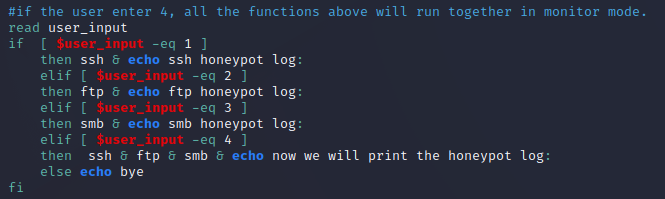 #if the user enter 4, all the functions above will run together in monitor mode.
read user_input
if  [ $user_input -eq 1 ]
    then ssh & echo ssh honeypot log:
    elif [ $user_input -eq 2 ]
    then ftp & echo ftp honeypot log:
    elif [ $user_input -eq 3 ]
    then smb & echo smb honeypot log:
    elif [ $user_input -eq 4 ]
    then  ssh & ftp & smb & echo now we will print the honeypot log:
    else echo bye
fi